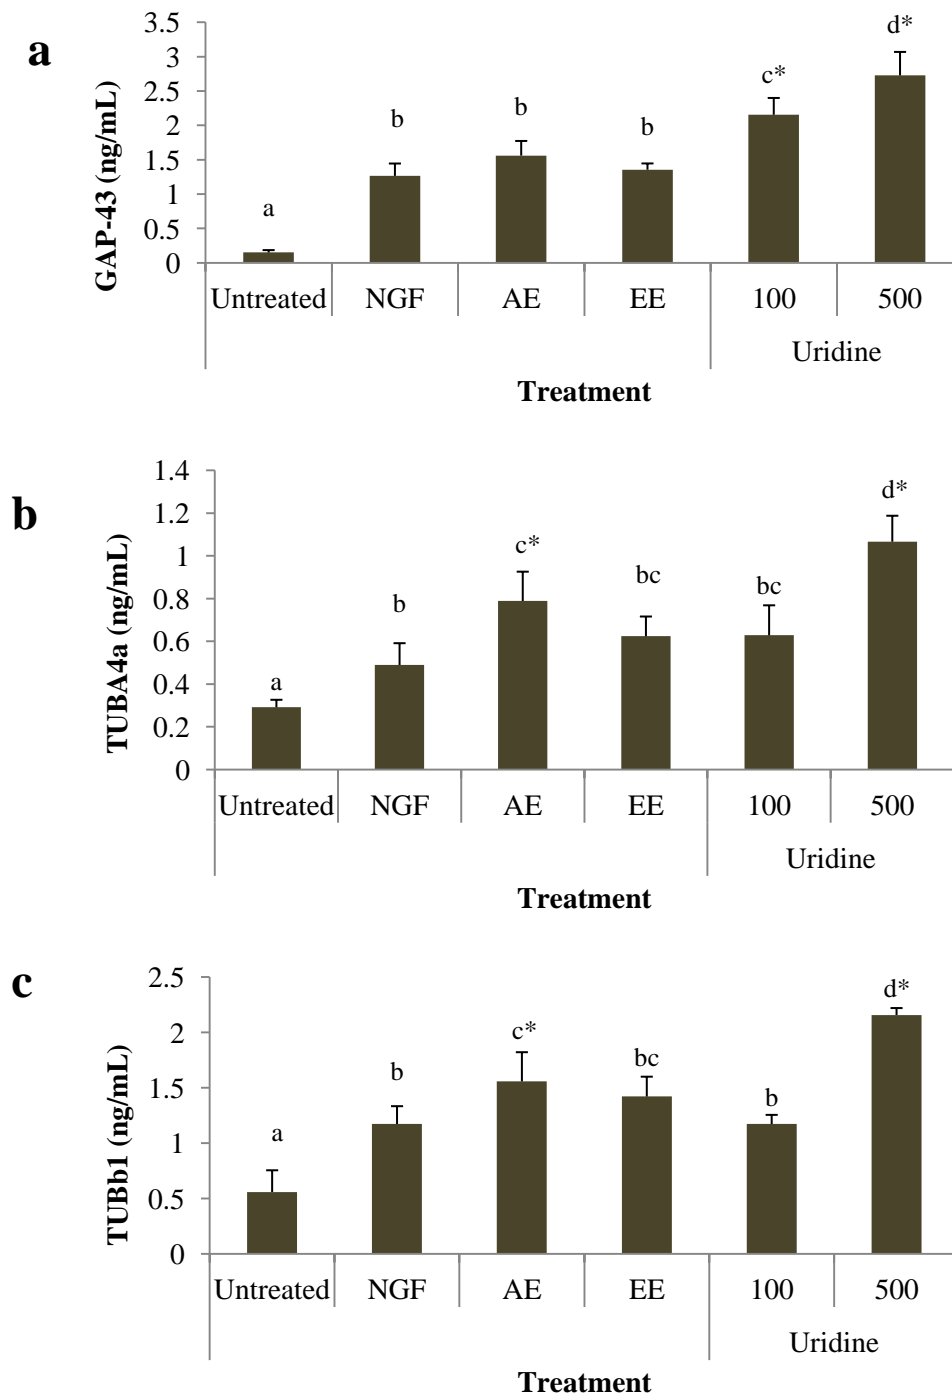 a
GAP-43 (ng/mL)
3.5
3
2.5
2
1.5
1
0.5
0
a
b
b
b
c*
d*
Untreated NGF AE EE 100 500
Uridine
Treatment
b
TUBA4a (ng/mL)
1.4
1.2
1
0.8
0.6
0.4
0.2
0
a
b
c*
bc
bc
d*
Untreated NGF AE EE 100 500
Uridine
Treatment
c
TUBb1 (ng/mL)
2.5
2
1.5
1
0.5
0
a
b
c*
bc
b
d*
Untreated NGF AE EE 100 500
Uridine
Treatment